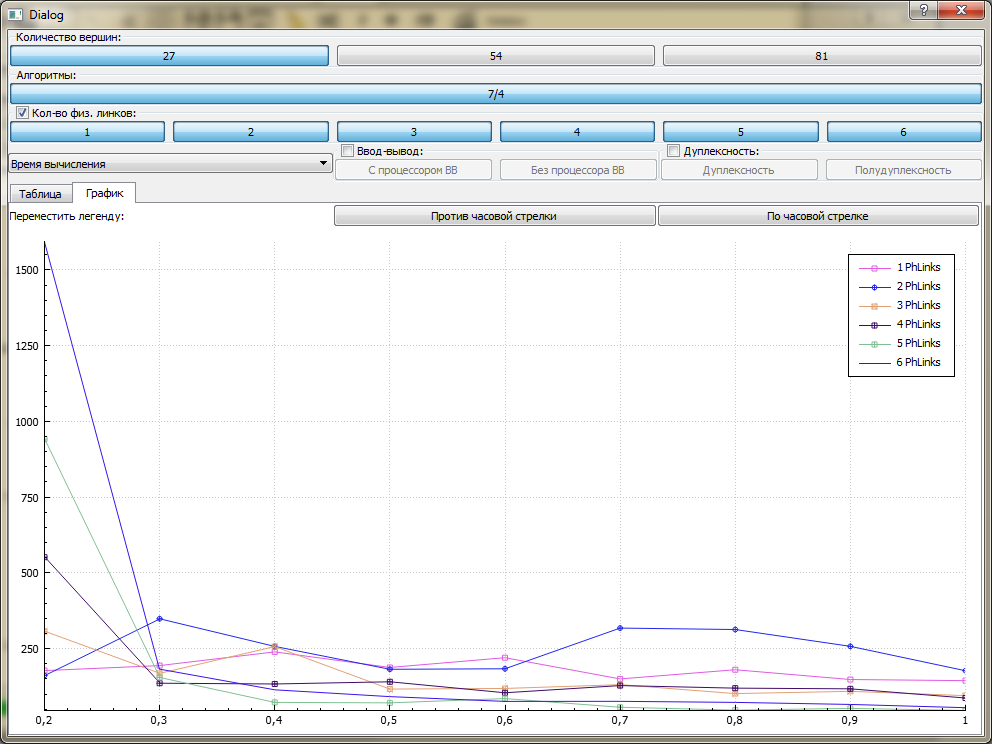 Dialog
Количество вершин:
27 54 81
Алгоритмы:
7/4
Кол-во физ. линков:
1 2 3 4 5 6
Время вычисления
Ввод-вывод:
Дуплексность:
С процессором ВВ Без процессора ВВ Дуплексность Полудуплексность
Таблица График
Переместить легенду: Против часовой стрелки По часовой стрелке
1500
1250
1000
750
500
250
0,2 0,3 0,4 0,5 0,6 0,7 0,8 0,9 1
1 PhLinks
2 PhLinks
3 PhLinks
4 PhLinks
5 PhLinks
6 PhLinks